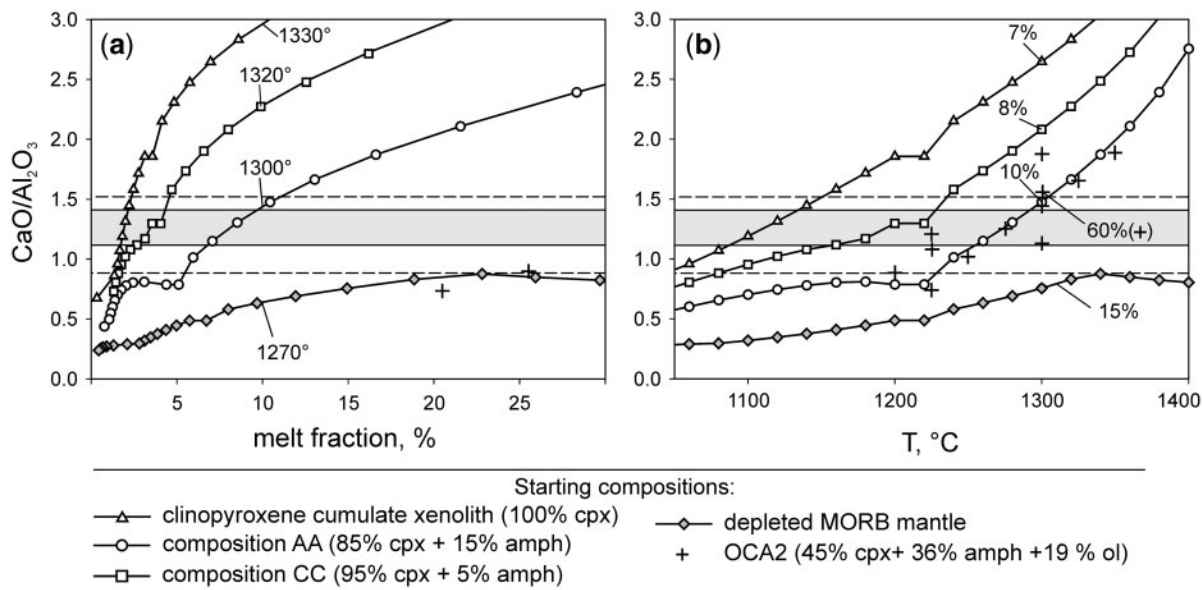 (a)
3.0
2.5
2.0
1.5
1.0
0.5
0.0
CaO/Al2O3
1330°
1320°
1300°
1270°
5
10
15
20
25
melt fraction, %
(b)
3.0
2.5
2.0
1.5
1.0
0.5
0.0
7%
8%
10%
60%(+)
15%
1100
1200
1300
1400
T, °C
Starting compositions:
clinopyroxene cumulate xenolith (100% cpx)
composition AA (85% cpx + 15% amph)
composition CC (95% cpx + 5% amph)
depleted MORB mantle
OCA2 (45% cpx+ 36% amph +19 % ol)